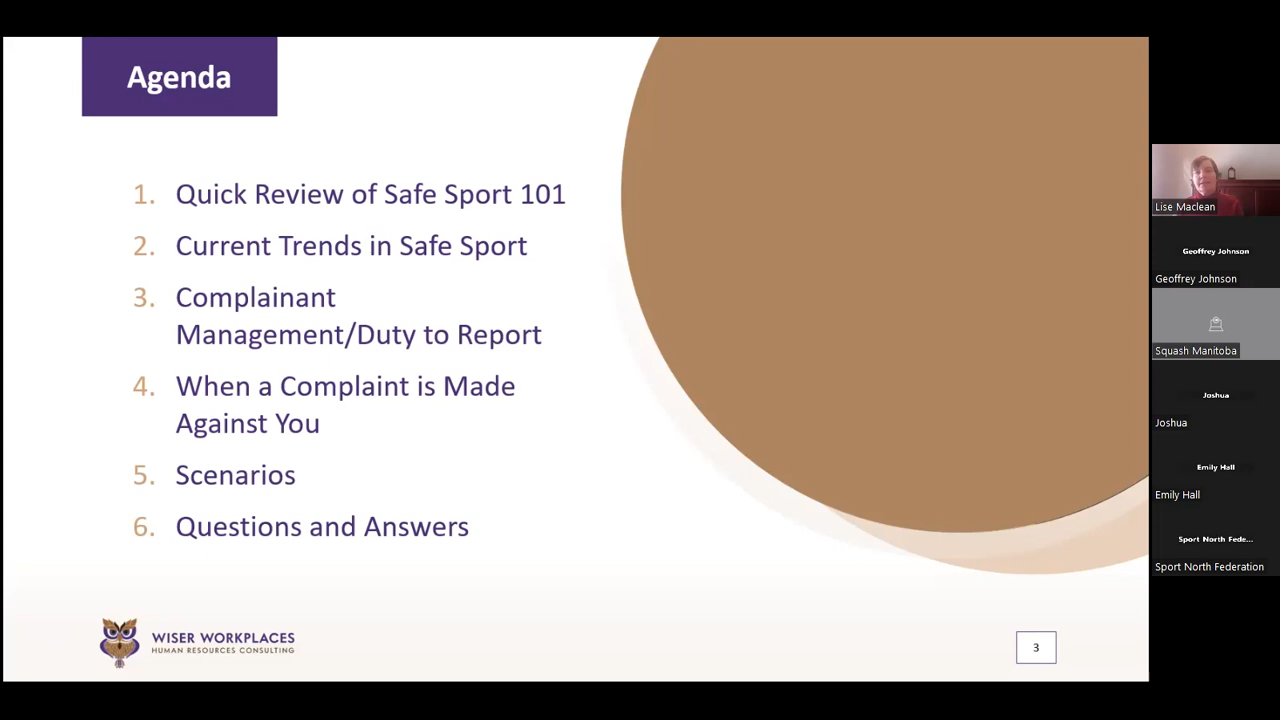 Agenda
1. Quick Review of Safe Sport 101
2. Current Trends in Safe Sport
3. Complainant
Management/Duty to Report
4. When a Complaint is Made
Against You
5. Scenarios
6. Questions and Answers
WISER WORKPLACES
HUMAN RESOURCES CONSULTING
3
Lise Maclean
Geoffrey Johnson
Geoffrey Johnson
Squash Manitoba
Joshua
Joshua
Emily Hall
Emily Hall
Sport North Fede...
Sport North Federation